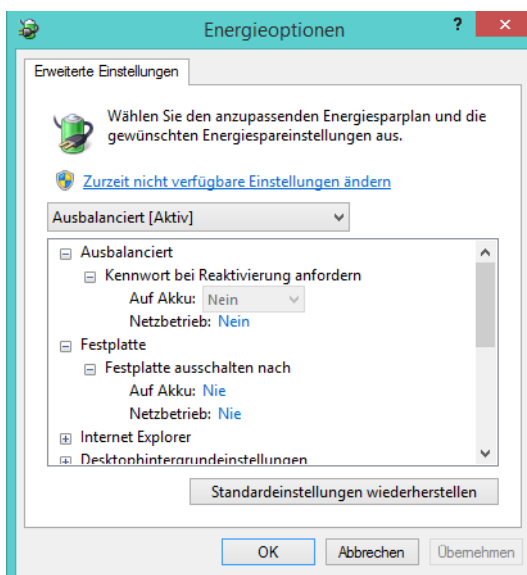 Energieoptionen
?
Erweiterte Einstellungen
Wählen Sie den anzupassenden Energiesparplan und die
gewünschten Energiespareinstellungen aus.
Zurzeit nicht verfügbare Einstellungen ändern
Ausbalanciert [Aktiv]
Ausbalanciert
Kennwort bei Reaktivierung anfordern
Auf Akku: Nein
Netzbetrieb: Nein
Festplatte
Festplatte ausschalten nach
Auf Akku: Nie
Netzbetrieb: Nie
Internet Explorer
Desktophintergrundeinstellungen
Standardeinstellungen wiederherstellen
OK Abbrechen Übernehmen